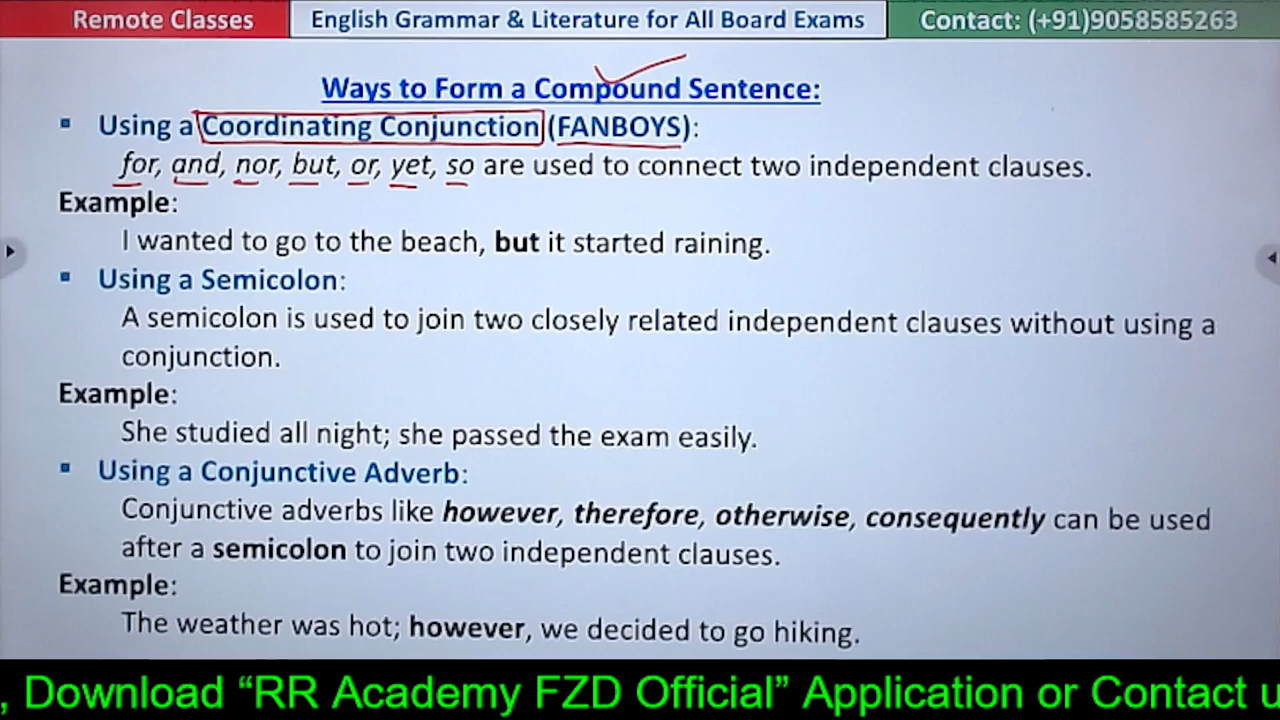 Remote Classes
English Grammar & Literature for All Board Exams
Contact: (+91)9058585263
Ways to Form a Compound Sentence:
▪ Using a Coordinating Conjunction (FANBOYS):
for, and, nor, but, or, yet, so are used to connect two independent clauses.
Example:
I wanted to go to the beach, but it started raining.
▪ Using a Semicolon:
A semicolon is used to join two closely related independent clauses without using a
conjunction.
Example:
She studied all night; she passed the exam easily.
▪ Using a Conjunctive Adverb:
Conjunctive adverbs like however, therefore, otherwise, consequently can be used
after a semicolon to join two independent clauses.
Example:
The weather was hot; however, we decided to go hiking.
, Download “RR Academy FZD Official” Application or Contact u